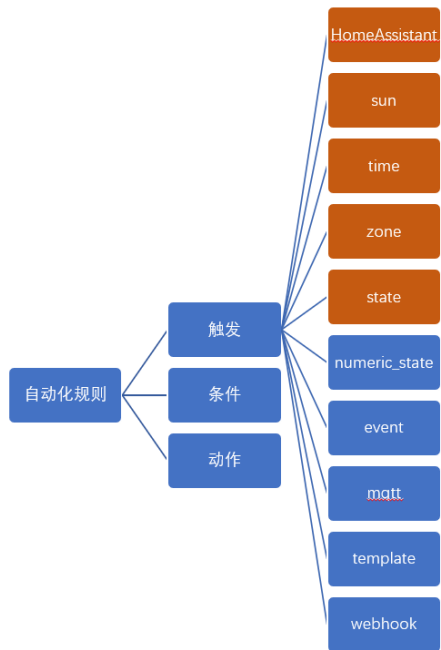 HomeAssistant
sun
time
zone
state
触发
numeric_state
自动化规则
条件
event
动作
mqtt
template
webhook